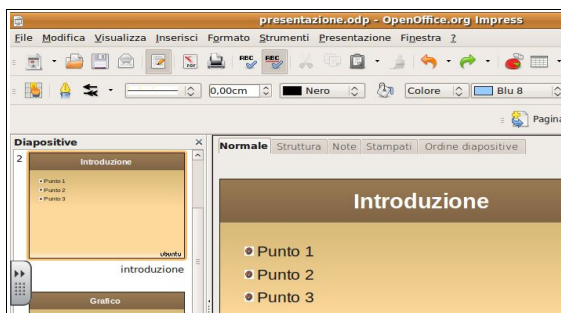 presentazione.odp - OpenOffice.org Impress
File Modifica Visualizza Inserisci Formato Strumenti Presentazione Finestra ?
ABC ABC
0,00cm Nero Colore Blu 8
Pagina
Diapositive
Normale Struttura Note Stampati Ordine diapositive
2
Introduzione
Punto 1
Punto 2
Punto 3
ubuntu
introduzione
Grafico
Introduzione
Punto 1
Punto 2
Punto 3